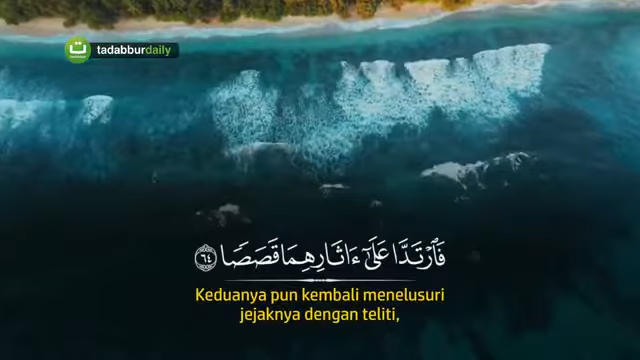 tadabburdaily
فَٱرْتَدَّا عَلَىٰٓ ءَاثَارِهِمَا قَصَصًا ٦٤
Keduanya pun kembali menelusuri
jejaknya dengan teliti,